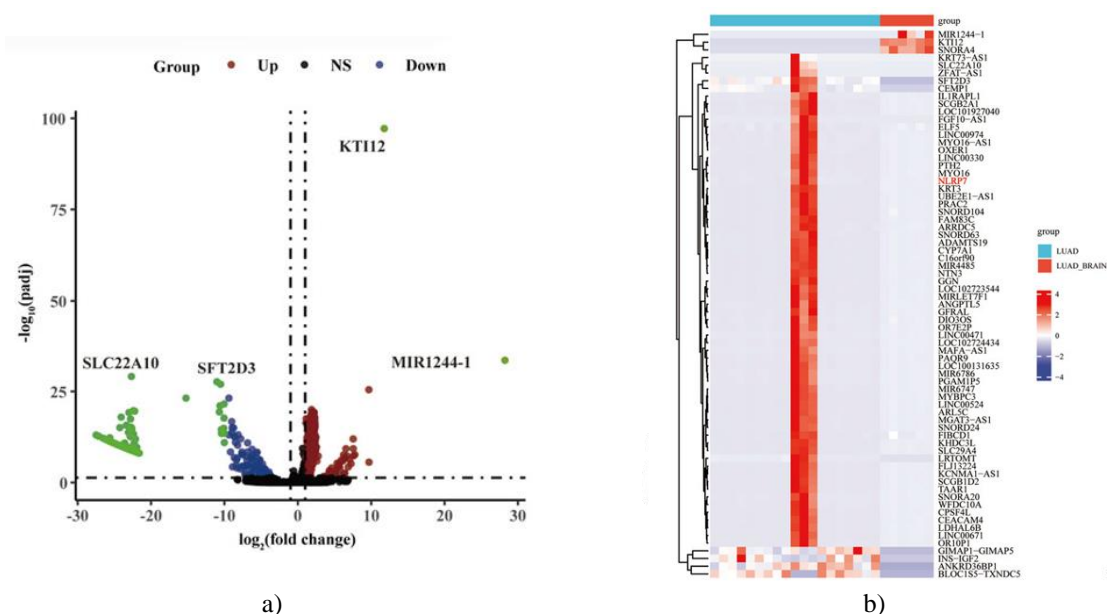 Group Up NS Down
100
75
50
25
0
-log10(padj)
KTI12
SLC22A10
SFT2D3
MIR1244-1
-30 -20 -10 0 10 20 30
log2(fold change)
a)
group
MIR1244-1
KTI12
SNORA4
KRT73-AS1
SLC22A10
ZFAT-AS1
SFT2D3
CEMP1
IL1RAPL1
SCGB2A1
LOC101927040
FGF10-AS1
ELF5
LINC00974
MYO16-AS1
OXER1
LINC00330
PTH2
MYO16
NLRP7
KRT3
UBE2E1-AS1
PRAC2
SNORD104
FAM83C
ARRDC5
SNORD63
ADAMTS19
CYP7A1
C16orf90
MIR4485
NTN3
GGN
LOC102723544
MIRLET7F1
ANGPTL5
GFRAL
DIO3OS
OR7E2P
LINC00471
LOC102724434
MAFA-AS1
PAQR9
LOC100131635
MIR6786
PGAM1P5
MIR6747
MYBPC3
LINC00524
ARL5C
MGAT3-AS1
SNORD24
FIBCD1
KHDC3L
SLC29A4
LRTOMT
FLJ13224
KCNMA1-AS1
SCGB1D2
TAAR1
SNORA20
WFDC10A
CPSF4L
CEACAM4
LDHAL6B
LINC00671
OR10P1
GIMAP1-GIMAP5
INS-IGF2
ANKRD36BP1
BLOC1S5-TXNDC5
group
LUAD
LUAD_BRAIN
4
2
0
-2
-4
b)